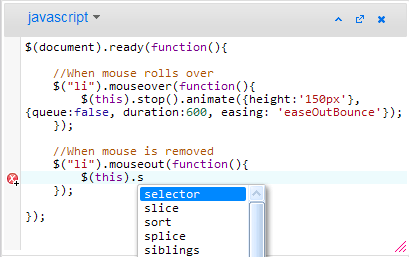 javascript
$(document).ready(function(){
//When mouse rolls over
$("li").mouseover(function(){
$(this).stop().animate({height:'150px'},
{queue:false, duration:600, easing: 'easeOutBounce'});
});
//When mouse is removed
$("li").mouseout(function(){
$(this).s
});
});
selector
slice
sort
splice
siblings